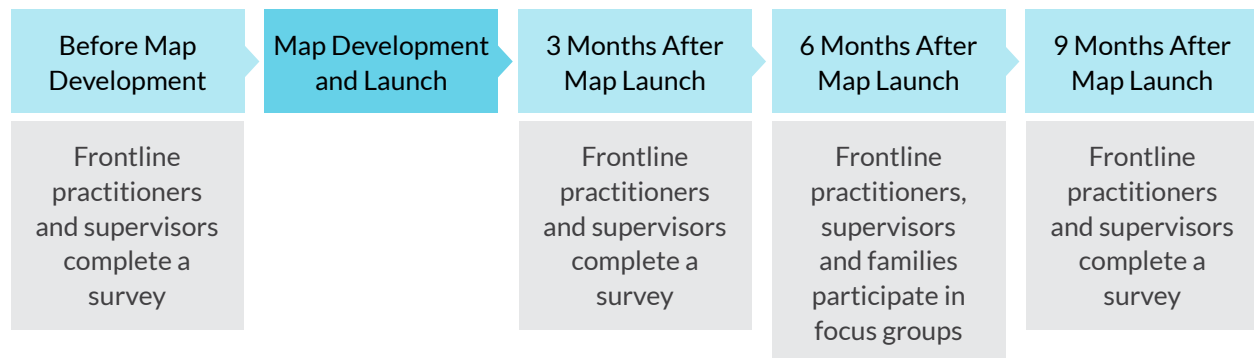 Before Map
Development
Map Development
and Launch
3 Months After
Map Launch
6 Months After
Map Launch
9 Months After
Map Launch
Frontline
practitioners
and supervisors
complete a
survey
Frontline
practitioners
and supervisors
complete a
survey
Frontline
practitioners,
supervisors
and families
participate in
focus groups
Frontline
practitioners
and supervisors
complete a
survey